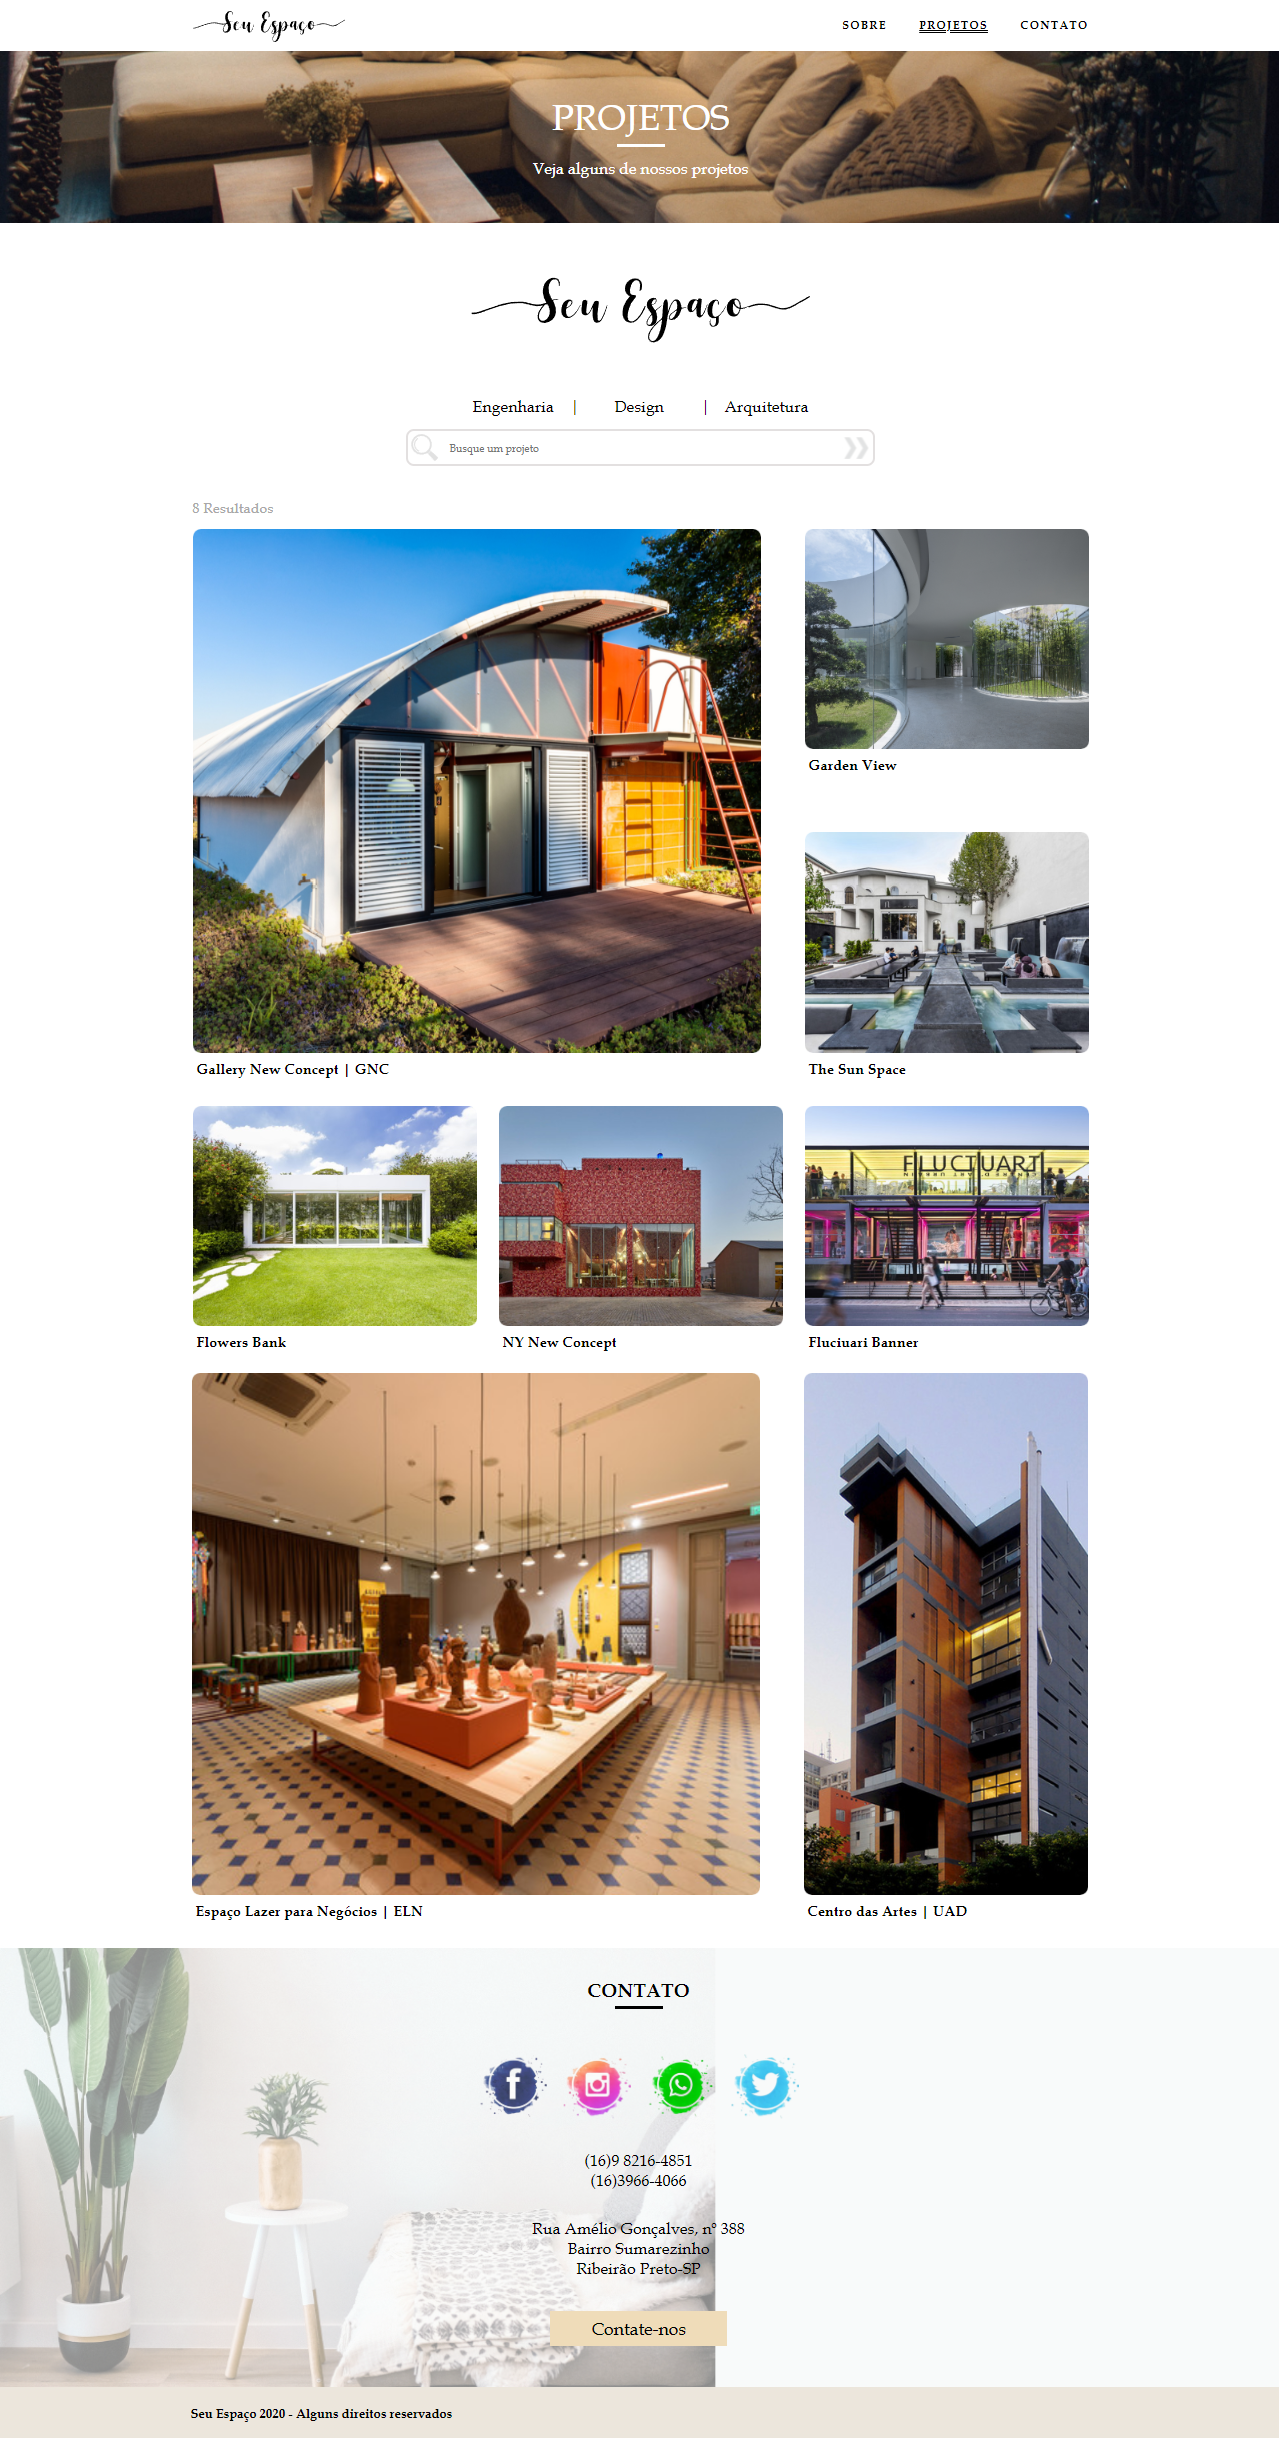 Seu Espaço
SOBRE PROJETOS CONTATO
PROJETOS
Veja alguns de nossos projetos
Seu Espaço
Engenharia | Design | Arquitetura
Busque um projeto
8 Resultados
Garden View
Gallery New Concept | GNC
The Sun Space
FLUCTUART
Flowers Bank
NY New Concept
Fluciuari Banner
Espaço Lazer para Negócios | ELN
Centro das Artes | UAD
CONTATO
(16)9 8216-4851
(16)3966-4066
Rua Amélio Gonçalves, nº 388
Bairro Sumarezinho
Ribeirão Preto-SP
Contate-nos
Seu Espaço 2020 - Alguns direitos reservados